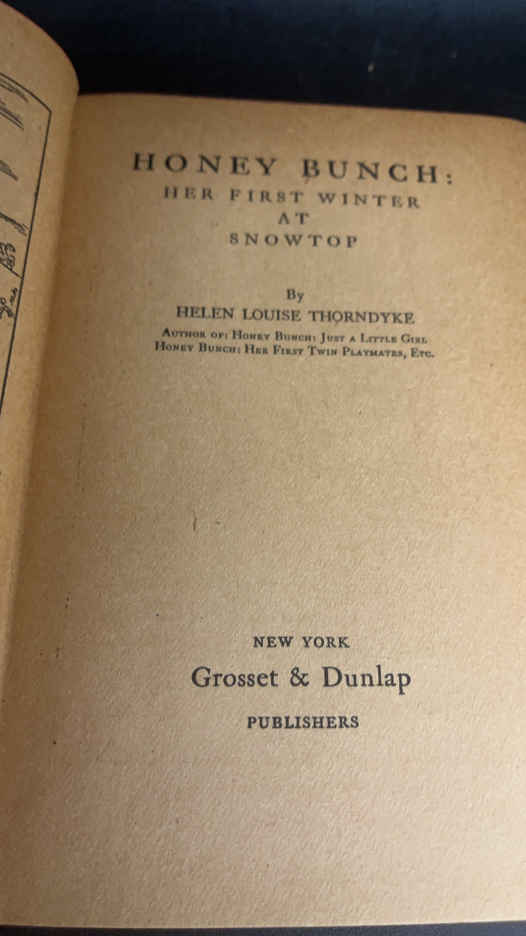 HONEY BUNCH:
HER FIRST WINTER
AT
SNOWTOP
By
HELEN LOUISE THORNDYKE
AUTHOR OF: HONEY BUNCH: JUST A LITTLE GIRL
HONEY BUNCH: HER FIRST TWIN PLAYMATES, ETC.
NEW YORK
Grosset & Dunlap
PUBLISHERS